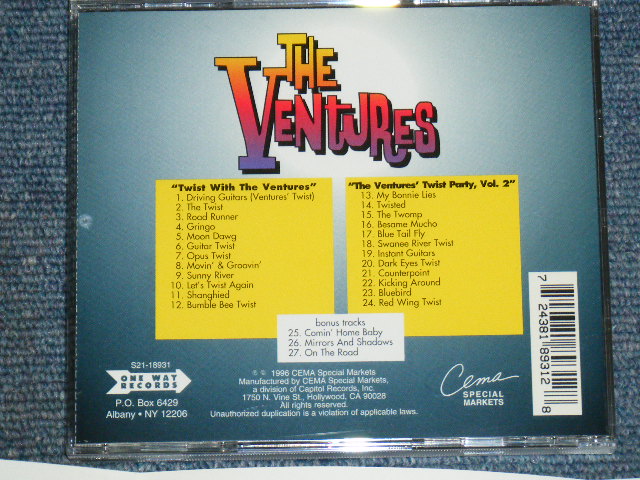 THE
VENTURES
"Twist With The Ventures"
1. Driving Guitars (Ventures' Twist)
2. The Twist
3. Road Runner
4. Gringo
5. Moon Dawg
6. Guitar Twist
7. Opus Twist
8. Movin' & Groovin'
9. Sunny River
10. Let's Twist Again
11. Shanghied
12. Bumble Bee Twist
"The Ventures' Twist Party, Vol. 2"
13. My Bonnie Lies
14. Twisted
15. The Twomp
16. Besame Mucho
17. Blue Tail Fly
18. Swanee River Twist
19. Instant Guitars
20. Dark Eyes Twist
21. Counterpoint
22. Kicking Around
23. Bluebird
24. Red Wing Twist
bonus tracks
25. Comin' Home Baby
26. Mirrors And Shadows
27. On The Road
S21-18931
ONE WAY
RECORDS
P.O. Box 6429
Albany • NY 12206
℗ © 1996 CEMA Special Markets
Manufactured by CEMA Special Markets,
a division of Capitol Records, Inc.
1750 N. Vine St., Hollywood, CA 90028
All rights reserved.
Unauthorized duplication is a violation of applicable laws.
Cema
SPECIAL
MARKETS
7 24381 89312 8